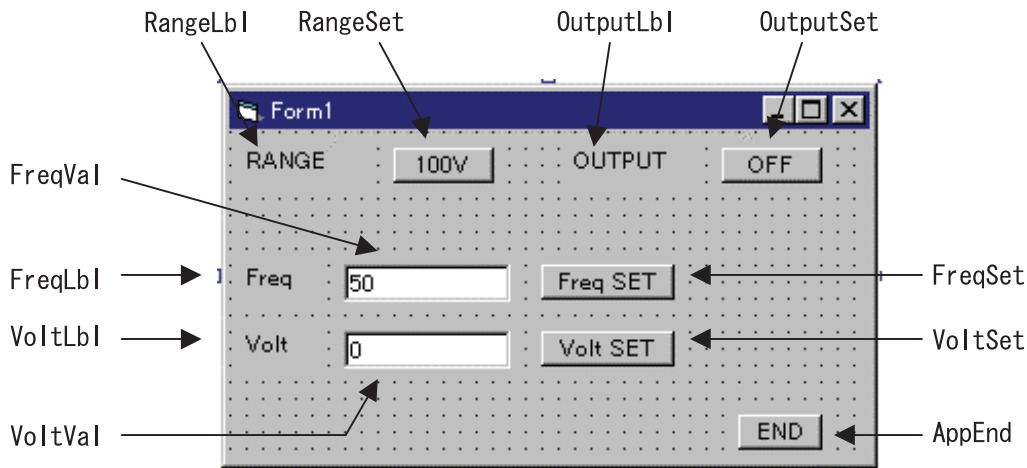 RangeLbl RangeSet OutputLbl OutputSet
Form1
RANGE 100V OUTPUT OFF
FreqVal
FreqLbl Freq 50 Freq SET FreqSet
VoltLbl Volt 0 Volt SET VoltSet
VoltVal END AppEnd